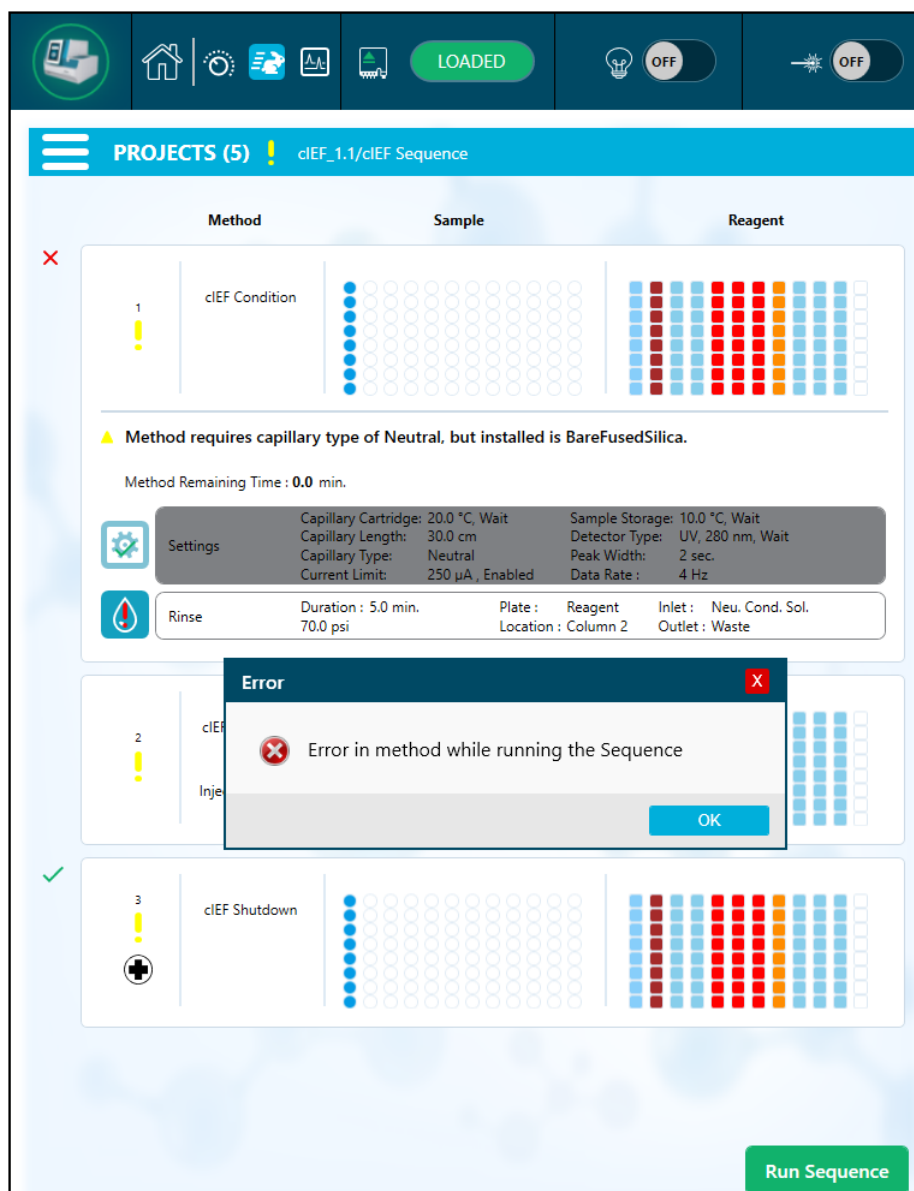 LOADED
OFF
OFF
PROJECTS (5) cIEF_1.1/cIEF Sequence
Method Sample Reagent
1
cIEF Condition
Method requires capillary type of Neutral, but installed is BareFusedSilica.
Method Remaining Time : 0.0 min.
Settings
Capillary Cartridge: 20.0 °C, Wait Sample Storage: 10.0 °C, Wait
Capillary Length: 30.0 cm Detector Type: UV, 280 nm, Wait
Capillary Type: Neutral Peak Width: 2 sec.
Current Limit: 250 µA , Enabled Data Rate : 4 Hz
Rinse
Duration : 5.0 min. Plate : Reagent Inlet : Neu. Cond. Sol.
70.0 psi Location : Column 2 Outlet : Waste
Error X
Error in method while running the Sequence
OK
2
cIEF
Inje
3
cIEF Shutdown
Run Sequence